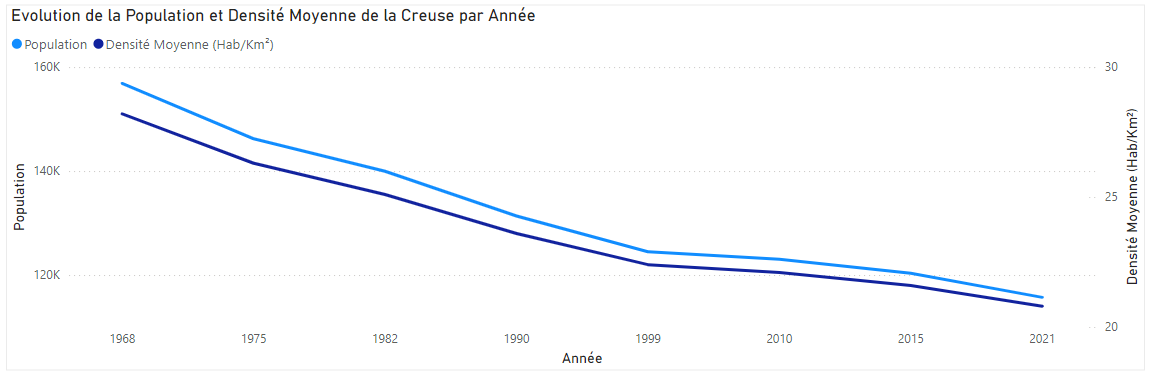 Evolution de la Population et Densité Moyenne de la Creuse par Année
Population Densité Moyenne (Hab/Km²)
160K
140K
120K
Population
30
25
20
Densité Moyenne (Hab/Km²)
1968 1975 1982 1990 1999 2010 2015 2021
Année